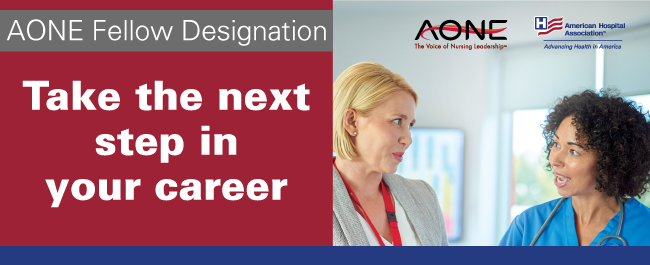 AONE Fellow Designation
Take the next
step in
your career
AONE
The Voice of Nursing Leadership℠
H
American Hospital
Association®
Advancing Health in America